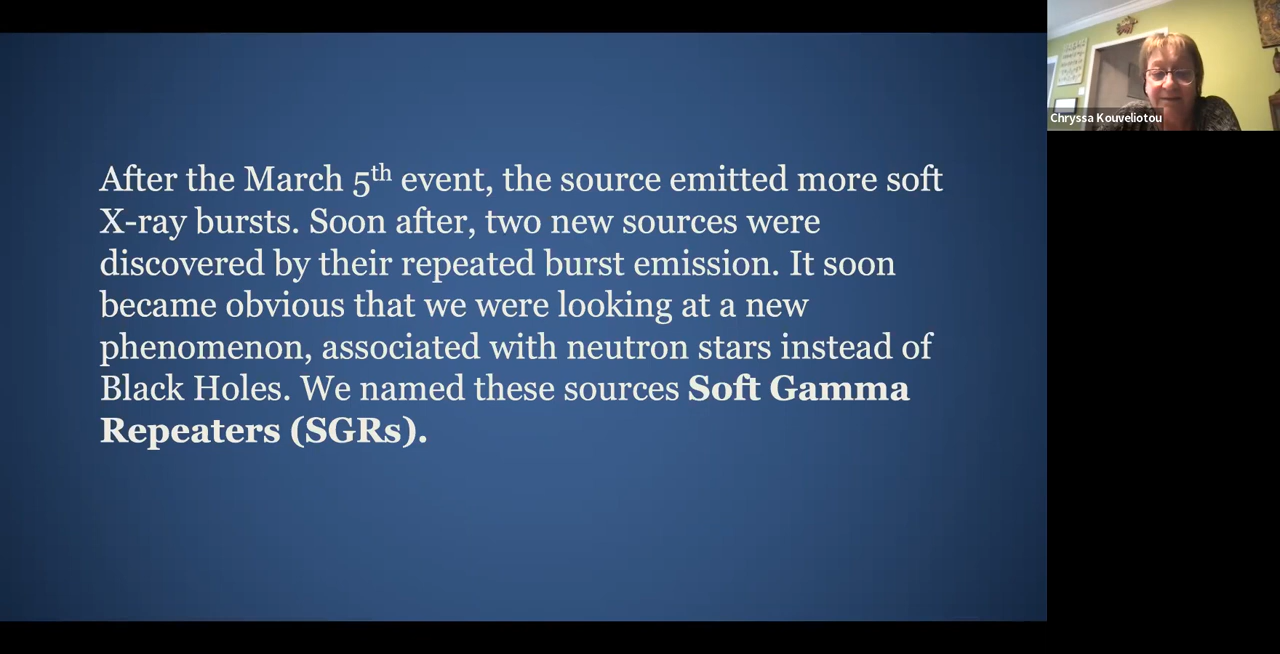 After the March 5th event, the source emitted more soft
X-ray bursts. Soon after, two new sources were
discovered by their repeated burst emission. It soon
became obvious that we were looking at a new
phenomenon, associated with neutron stars instead of
Black Holes. We named these sources Soft Gamma
Repeaters (SGRs).
Chryssa Kouveliotou